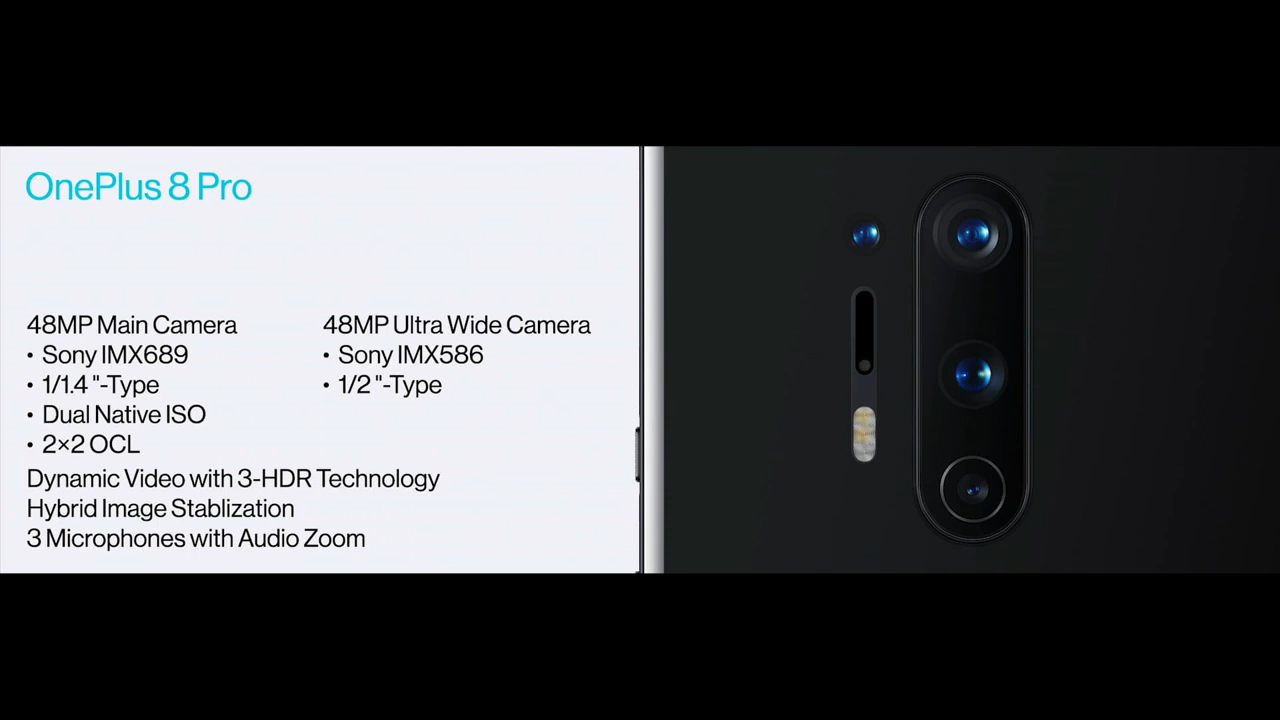 OnePlus 8 Pro
48MP Main Camera
• Sony IMX689
• 1/1.4 "-Type
• Dual Native ISO
• 2×2 OCL
48MP Ultra Wide Camera
• Sony IMX586
• 1/2 "-Type
Dynamic Video with 3-HDR Technology
Hybrid Image Stablization
3 Microphones with Audio Zoom